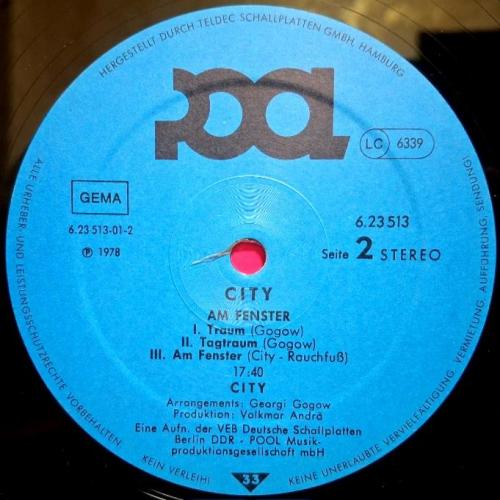 HERGESTELLT DURCH TELDEC SCHALLPLATTEN GMBH, HAMBURG
POOL
LC 6339
GEMA
6.23 513-01-2
℗ 1978
6.23 513
Seite 2 STEREO
CITY
AM FENSTER
I. Traum (Gogow)
II. Tagtraum (Gogow)
III. Am Fenster (City - Rauchfuß)
17:40
CITY
Arrangements: Georgi Gogow
Produktion: Volkmar Andrä
Eine Aufn. der VEB Deutsche Schallplatten
Berlin DDR - POOL Musik-
produktionsgesellschaft mbH
33
ALLE URHEBER- UND LEISTUNGSSCHUTZRECHTE VORBEHALTEN. KEIN VERLEIH! KEINE UNERLAUBTE VERVIELFÄLTIGUNG, VERMIETUNG, AUFFÜHRUNG, SENDUNG!